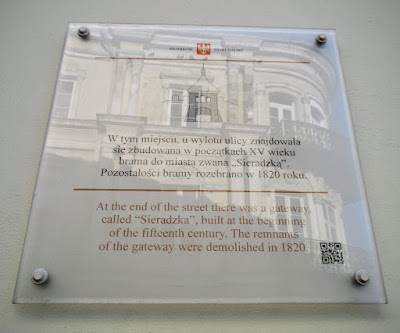 W tym miejscu, u wylotu ulicy znajdowała
się zbudowana w początkach XV wieku
brama do miasta zwana „Sieradzka”.
Pozostałości bramy rozebrano w 1820 roku.
At the end of the street there was a gateway,
called “Sieradzka”, built at the beginning
of the fifteenth century. The remnants
of the gateway were demolished in 1820.